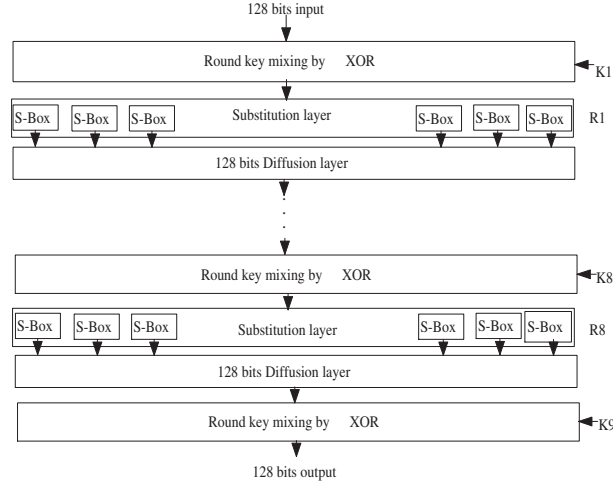 128 bits input
Round key mixing by XOR
K1
S-Box S-Box S-Box Substitution layer S-Box S-Box S-Box R1
128 bits Diffusion layer
Round key mixing by XOR
K8
S-Box S-Box S-Box Substitution layer S-Box S-Box S-Box R8
128 bits Diffusion layer
Round key mixing by XOR K9
128 bits output